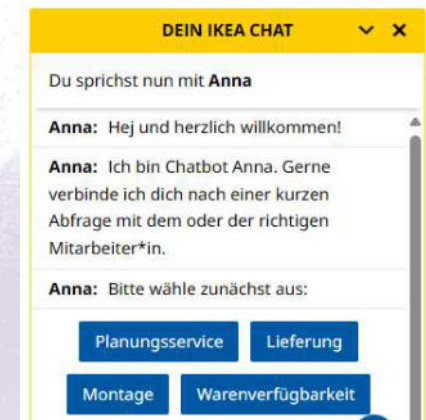 DEIN IKEA CHAT
Du sprichst nun mit Anna
Anna: Hej und herzlich willkommen!
Anna: Ich bin Chatbot Anna. Gerne
verbinde ich dich nach einer kurzen
Abfrage mit dem oder der richtigen
Mitarbeiter*in.
Anna: Bitte wähle zunächst aus:
Planungsservice Lieferung
Montage Warenverfügbarkeit